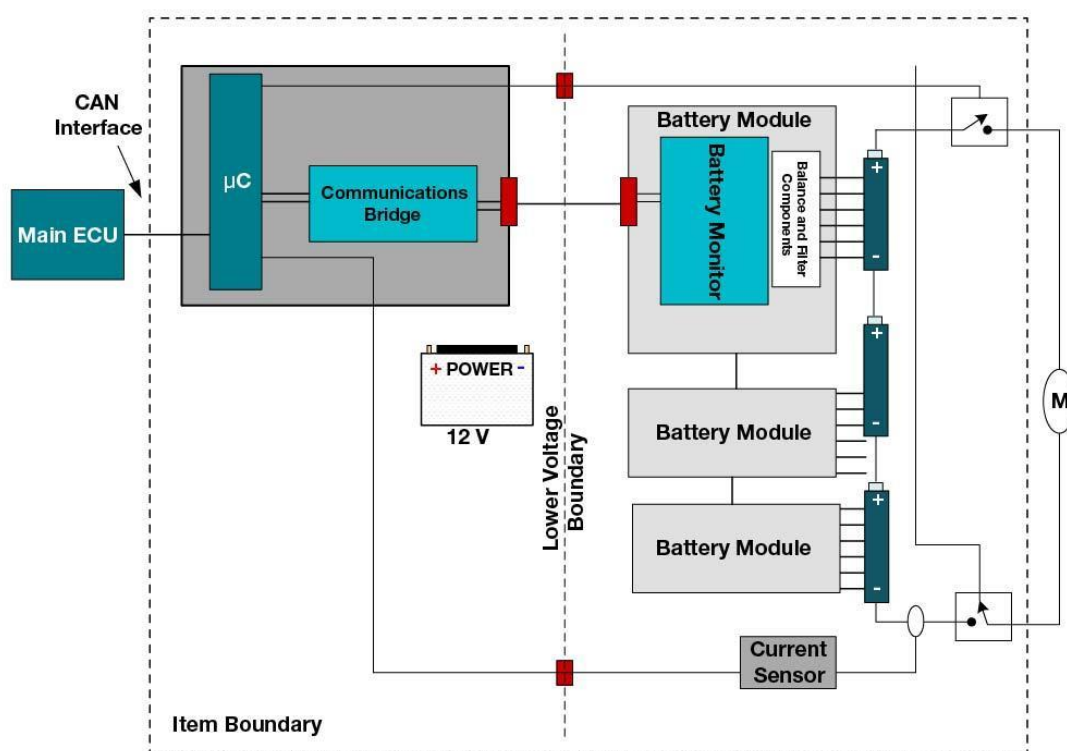 CAN
Interface
Main ECU
µC
Communications
Bridge
Battery Module
Battery Monitor
Balance and Filter
Components
+
-
+
-
+
-
+ POWER -
12 V
Lower Voltage
Boundary
Battery Module
Battery Module
M
Current
Sensor
Item Boundary